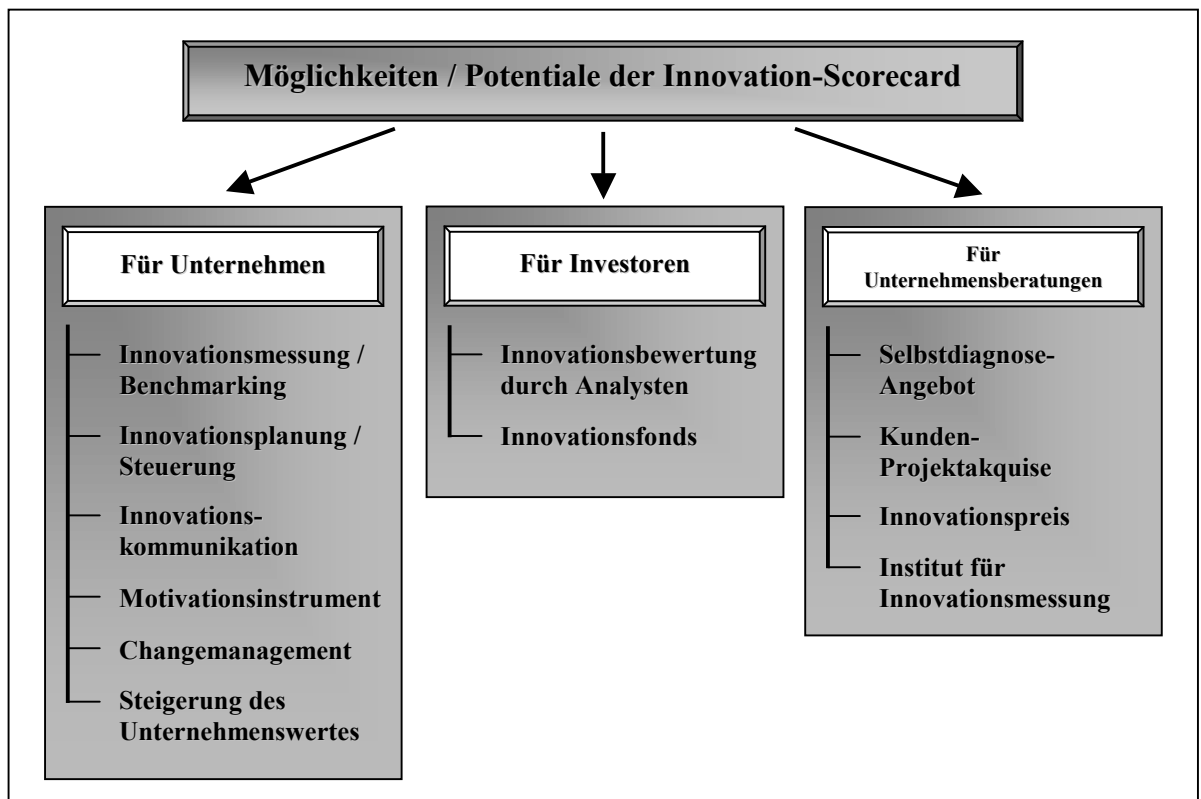 Möglichkeiten / Potentiale der Innovation-Scorecard
Für Unternehmen
Innovationsmessung /
Benchmarking
Innovationsplanung /
Steuerung
Innovations-
kommunikation
Motivationsinstrument
Changemanagement
Steigerung des
Unternehmenswertes
Für Investoren
Innovationsbewertung
durch Analysten
Innovationsfonds
Für
Unternehmensberatungen
Selbstdiagnose-
Angebot
Kunden-
Projektakquise
Innovationspreis
Institut für
Innovationsmessung